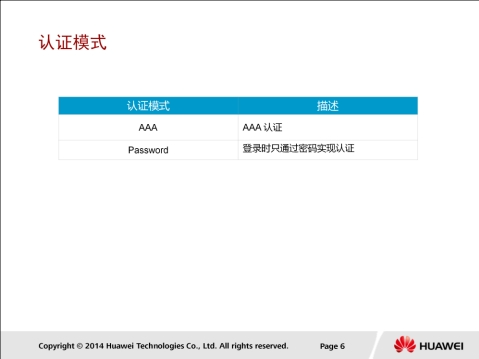 认证模式
认证模式 描述
AAA AAA 认证
Password 登录时只通过密码实现认证
Copyright © 2014 Huawei Technologies Co., Ltd. All rights reserved. Page 6 HUAWEI